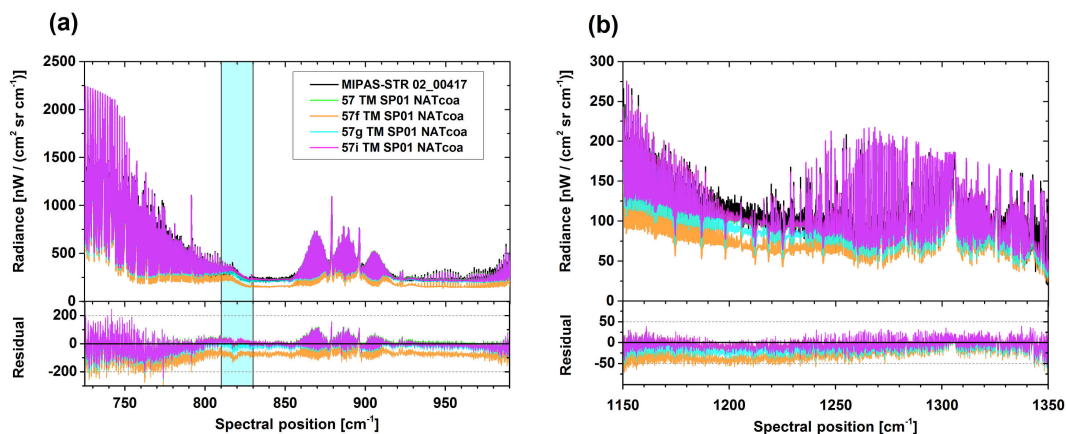 (a)
(b)
2500
2000
1500
1000
500
0
Radiance [nW / (cm² sr cm⁻¹)]
MIPAS-STR 02_00417
57 TM SP01 NATcoa
57f TM SP01 NATcoa
57g TM SP01 NATcoa
57i TM SP01 NATcoa
200
0
-200
Residual
750
800
850
900
950
Spectral position [cm⁻¹]
300
250
200
150
100
50
0
Radiance [nW / (cm² sr cm⁻¹)]
50
0
-50
Residual
1150
1200
1250
1300
1350
Spectral position [cm⁻¹]